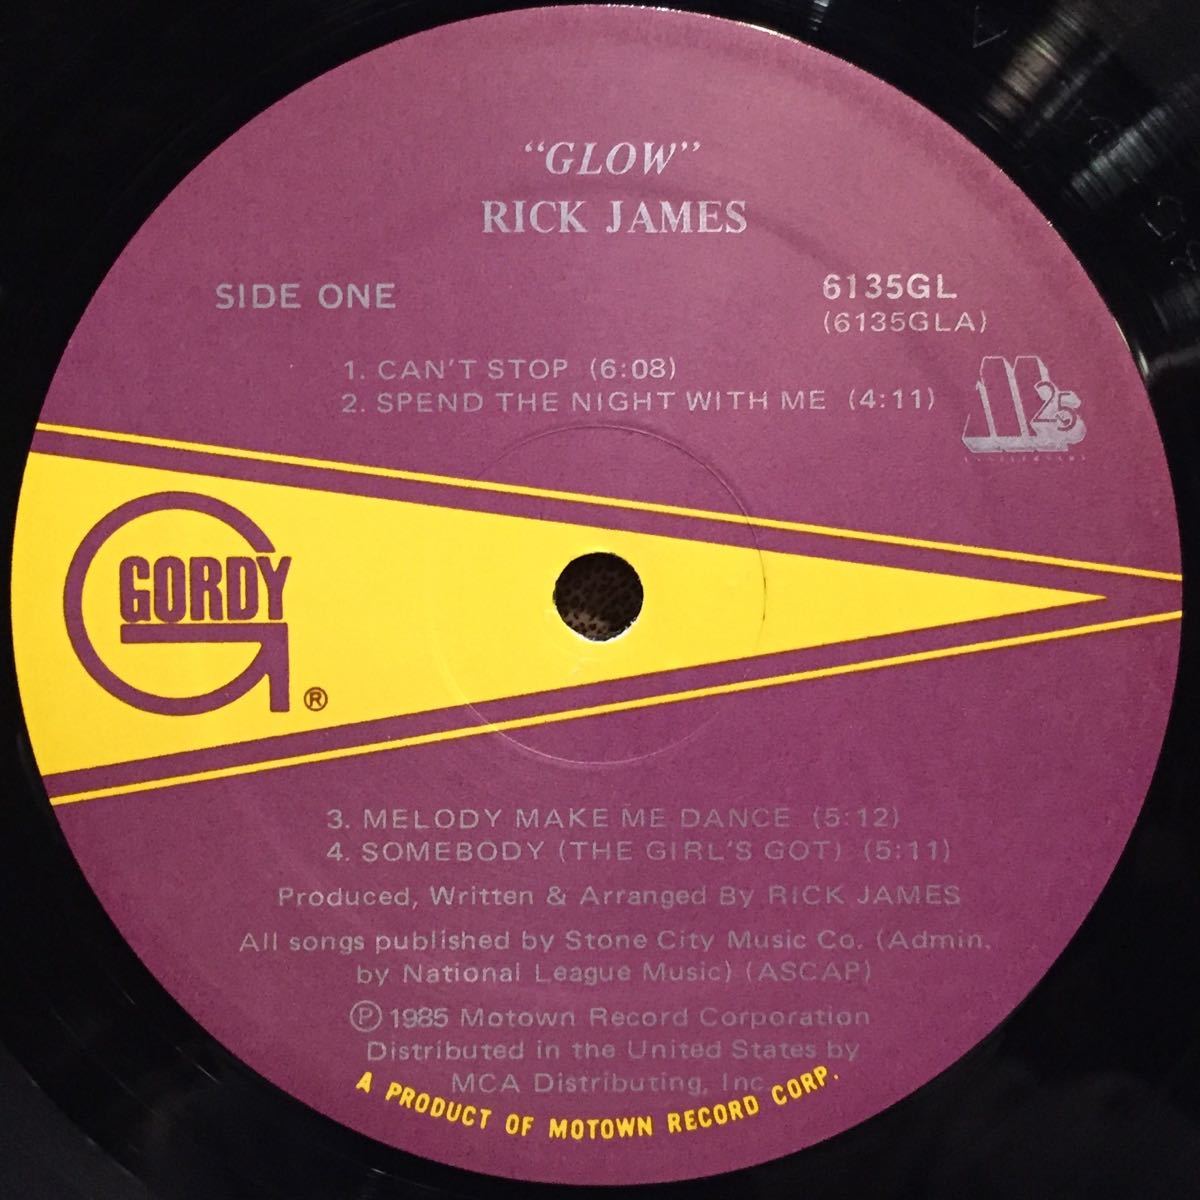 “GLOW”
RICK JAMES
SIDE ONE
6135GL
(6135GLA)
1. CAN'T STOP (6:08)
2. SPEND THE NIGHT WITH ME (4:11)
M 25
GORDY
®
3. MELODY MAKE ME DANCE (5:12)
4. SOMEBODY (THE GIRL'S GOT) (5:11)
Produced, Written & Arranged By RICK JAMES
All songs published by Stone City Music Co. (Admin.
by National League Music) (ASCAP)
Ⓟ 1985 Motown Record Corporation
Distributed in the United States by
MCA Distributing, Inc.
A PRODUCT OF MOTOWN RECORD CORP.